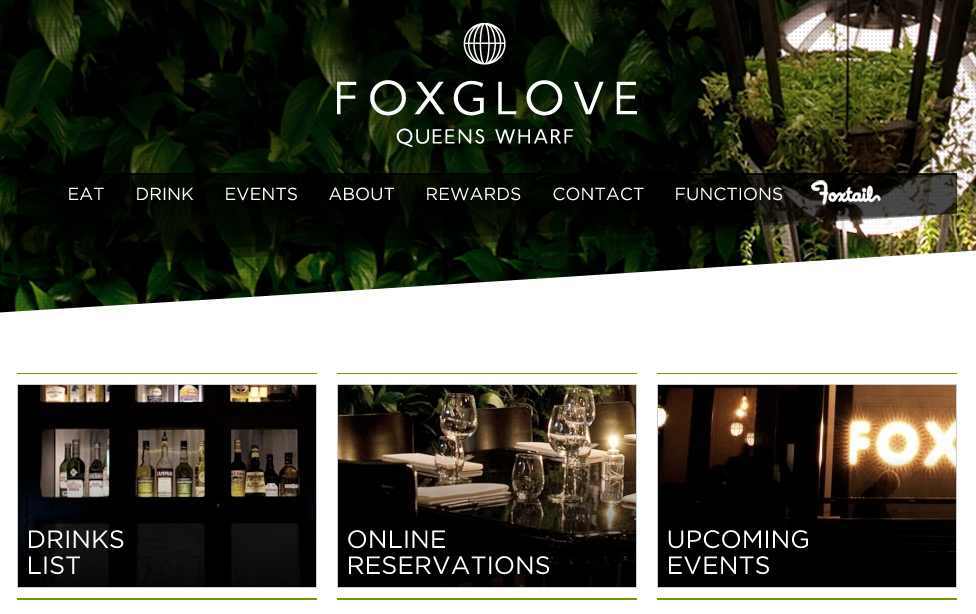 FOXGLOVE
QUEENS WHARF
EAT DRINK EVENTS ABOUT REWARDS CONTACT FUNCTIONS Foxtail
FOX
DRINKS
LIST
ONLINE
RESERVATIONS
UPCOMING
EVENTS